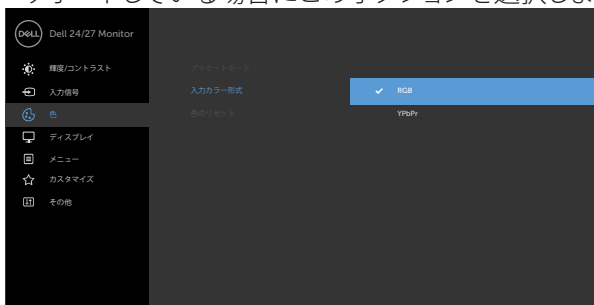 ポートしている場合にこのオプションを選択しま
DELL Dell 24/27 Monitor
輝度/コントラスト
プリセットモード
入力信号
入力カラー形式
RGB
色
色のリセット
YPbPr
ディスプレイ
メニュー
カスタマイズ
その他